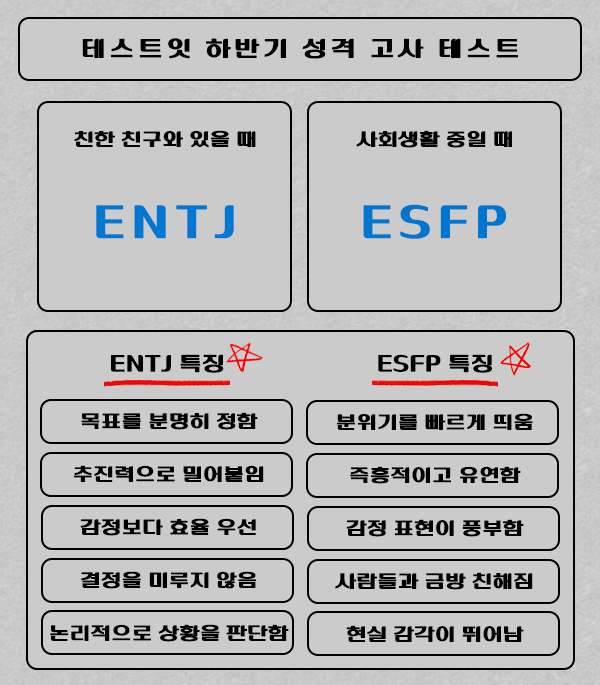 테스트잇 하반기 성격 고사 테스트
친한 친구와 있을 때
ENTJ
사회생활 중일 때
ESFP
ENTJ 특징
목표를 분명히 정함
추진력으로 밀어붙임
감정보다 효율 우선
결정을 미루지 않음
논리적으로 상황을 판단함
ESFP 특징
분위기를 빠르게 띄움
즉흥적이고 유연함
감정 표현이 풍부함
사람들과 금방 친해짐
현실 감각이 뛰어남